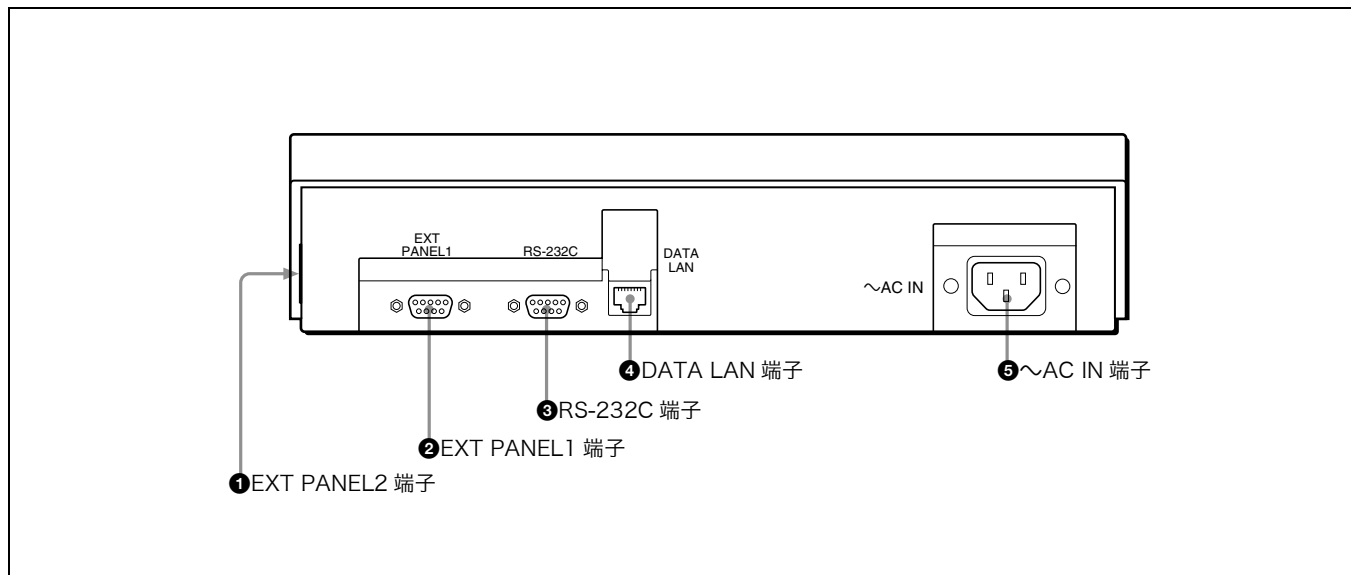 EXT
PANEL1
RS-232C
DATA
LAN
〜AC IN
❹DATA LAN 端子
❺〜AC IN 端子
❸RS-232C 端子
❷EXT PANEL1 端子
❶EXT PANEL2 端子